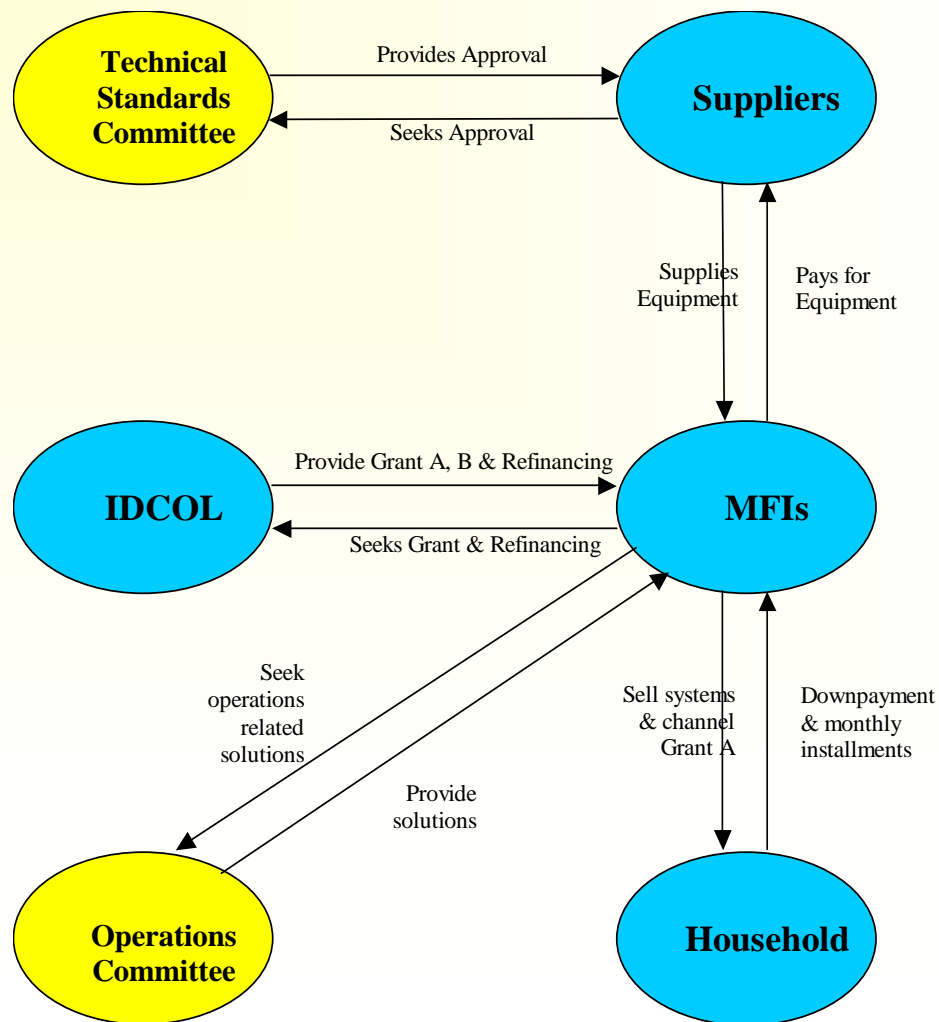 Technical
Standards
Committee
Provides Approval
Seeks Approval
Suppliers
Supplies
Equipment
Pays for
Equipment
IDCOL
Provide Grant A, B & Refinancing
Seeks Grant & Refinancing
MFIs
Seek
operations
related
solutions
Provide
solutions
Sell systems
& channel
Grant A
Downpayment
& monthly
installments
Operations
Committee
Household